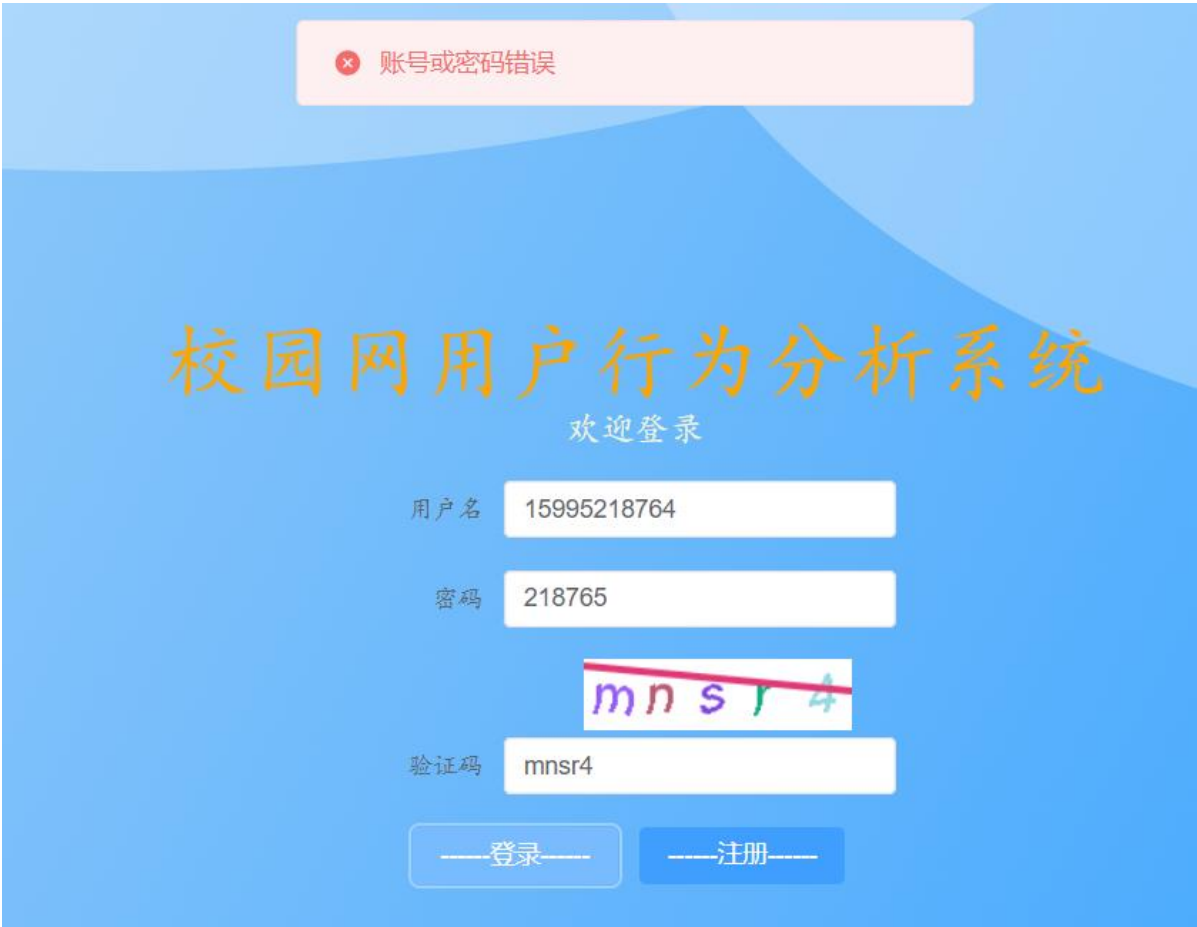 账号或密码错误
校园网用户行为分析系统
欢迎登录
用户名 15995218764
密码 218765
mnsr4
验证码 mnsr4
------登录------ ------注册------